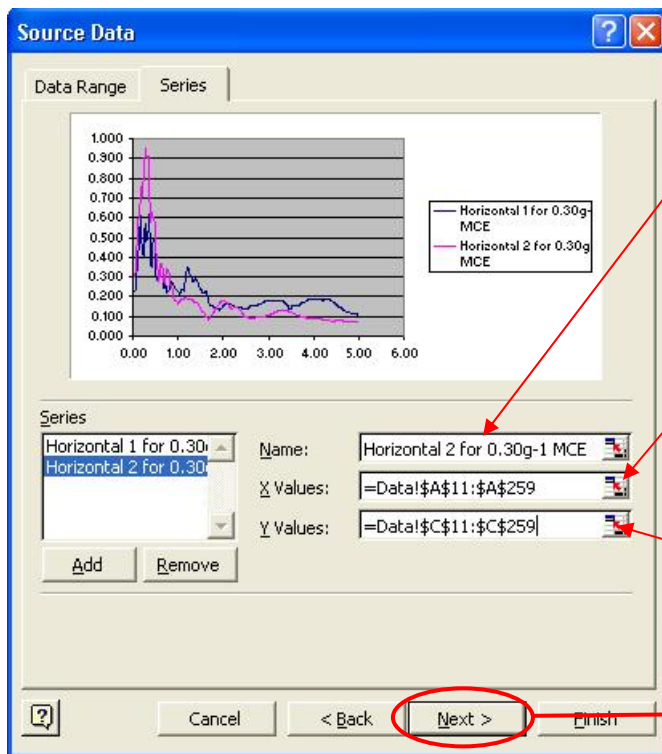 Source Data
Data Range Series
1.000
0.900
0.800
0.700
0.600
0.500
0.400
0.300
0.200
0.100
0.000
0.00 1.00 2.00 3.00 4.00 5.00 6.00
Horizontal 1 for 0.30g-
MCE
Horizontal 2 for 0.30g
MCE
Series
Horizontal 1 for 0.30
Horizontal 2 for 0.30
Add Remove
Name: Horizontal 2 for 0.30g-1 MCE
X Values: =Data!$A$11:$A$259
Y Values: =Data!$C$11:$C$259
Cancel < Back Next > Finish